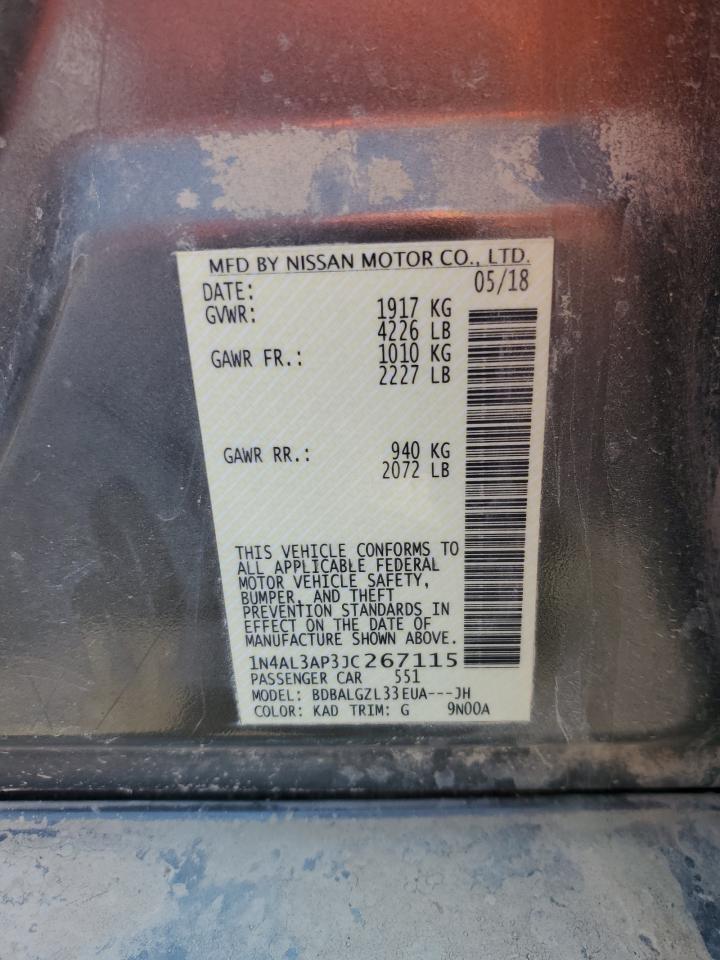 MFD BY NISSAN MOTOR CO., LTD.
DATE: 05/18
GVWR: 1917 KG
4226 LB
GAWR FR.: 1010 KG
2227 LB
GAWR RR.: 940 KG
2072 LB
THIS VEHICLE CONFORMS TO
ALL APPLICABLE FEDERAL
MOTOR VEHICLE SAFETY,
BUMPER, AND THEFT
PREVENTION STANDARDS IN
EFFECT ON THE DATE OF
MANUFACTURE SHOWN ABOVE.
1N4AL3AP3JC267115
PASSENGER CAR 551
MODEL: BDBALGZL33EUA---JH
COLOR: KAD TRIM: G 9N00A